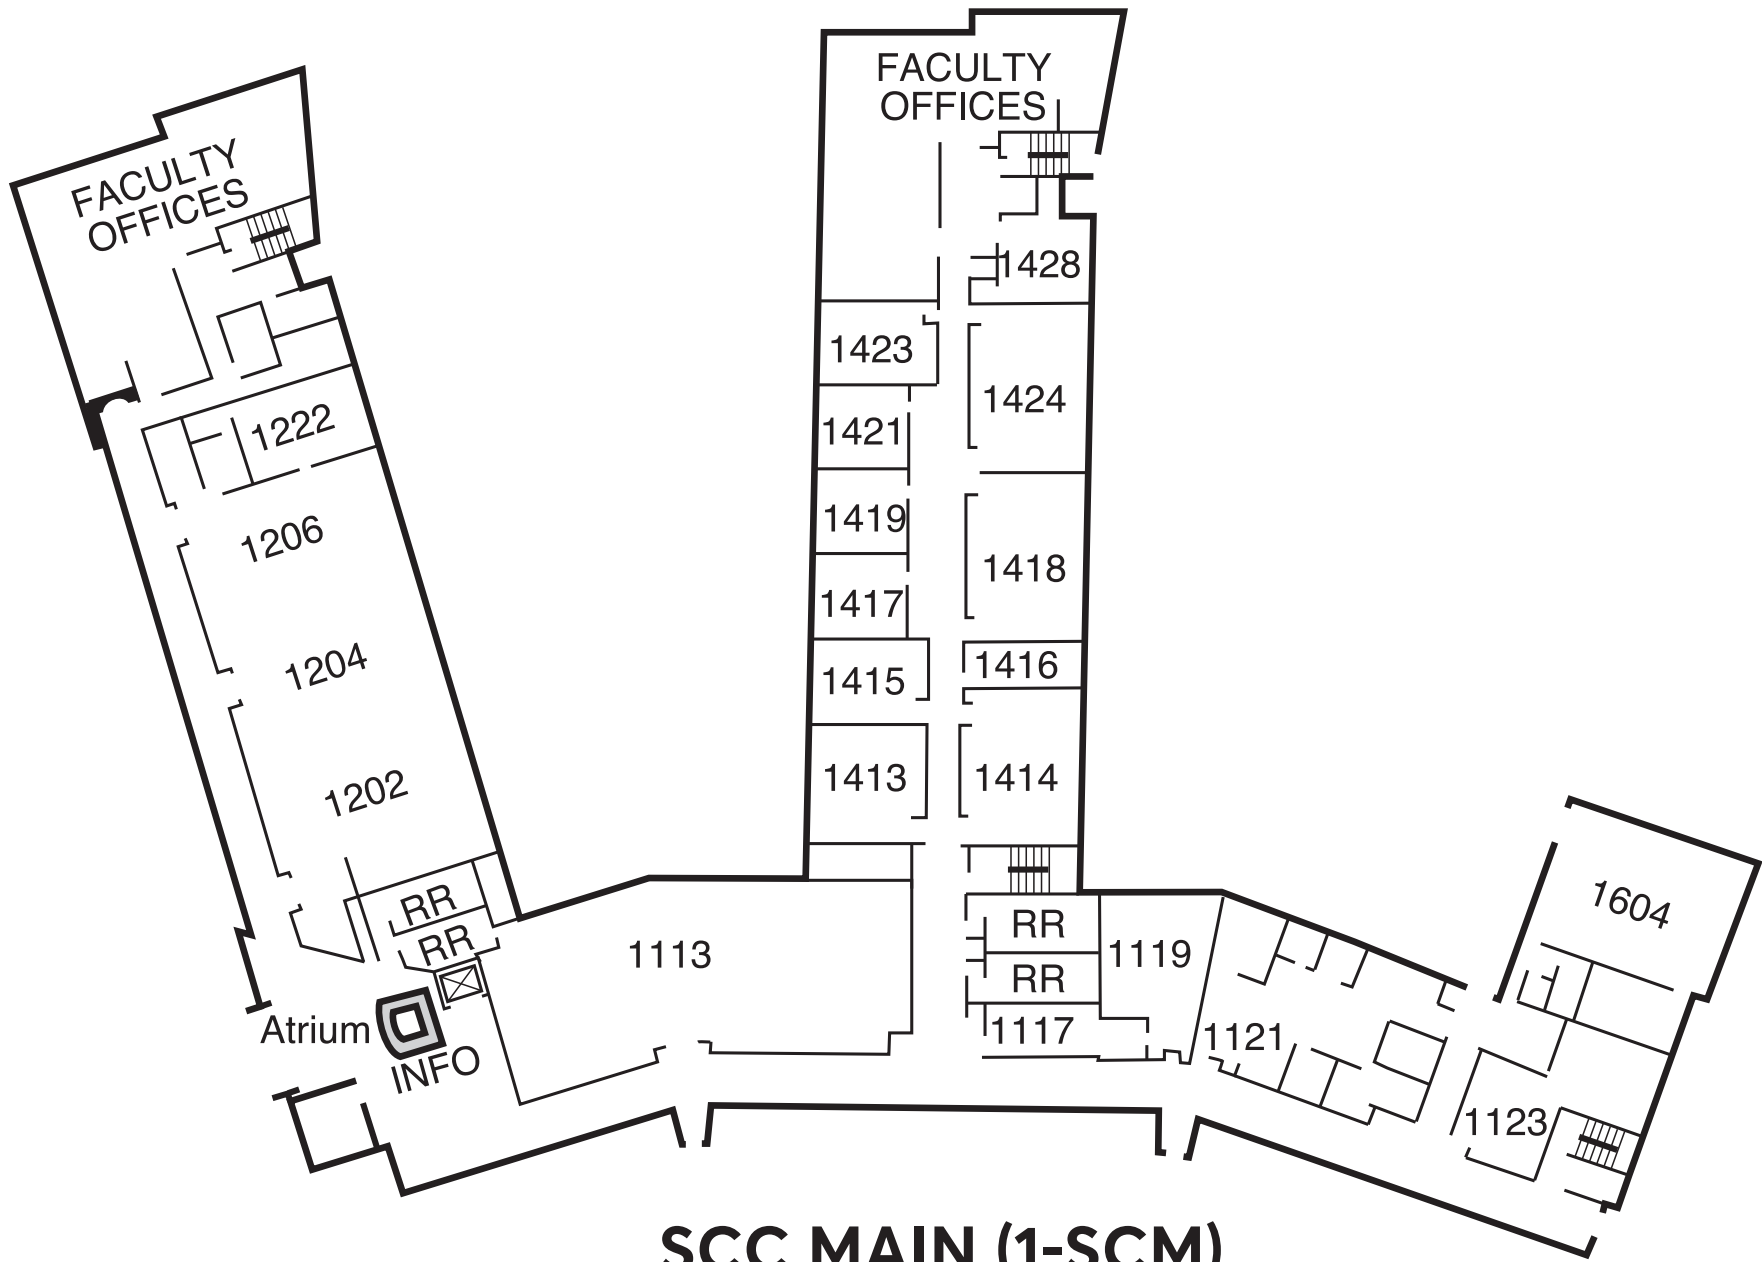 FACULTY
OFFICES
FACULTY
OFFICES
1428
1423
1424
1421
1222
1419
1206
1418
1417
1204
1416
1415
1202
1413
1414
RR
RR
1113
RR
1119
RR
1604
Atrium
INFO
1117
1121
1123
SCC MAIN (1-SCM)